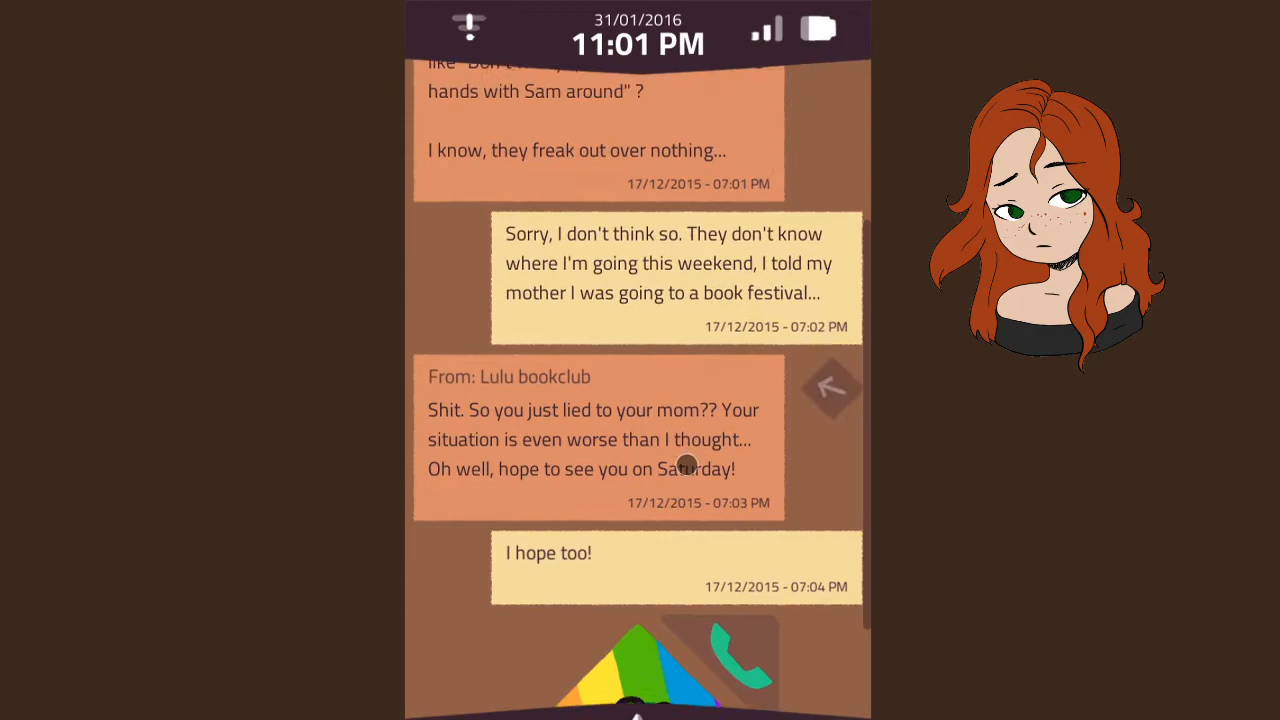 31/01/2016
11:01 PM
like
hands with Sam around" ?
I know, they freak out over nothing...
17/12/2015 - 07:01 PM
Sorry, I don't think so. They don't know
where I'm going this weekend, I told my
mother I was going to a book festival...
17/12/2015 - 07:02 PM
From: Lulu bookclub
Shit. So you just lied to your mom?? Your
situation is even worse than I thought...
Oh well, hope to see you on Saturday!
17/12/2015 - 07:03 PM
I hope too!
17/12/2015 - 07:04 PM